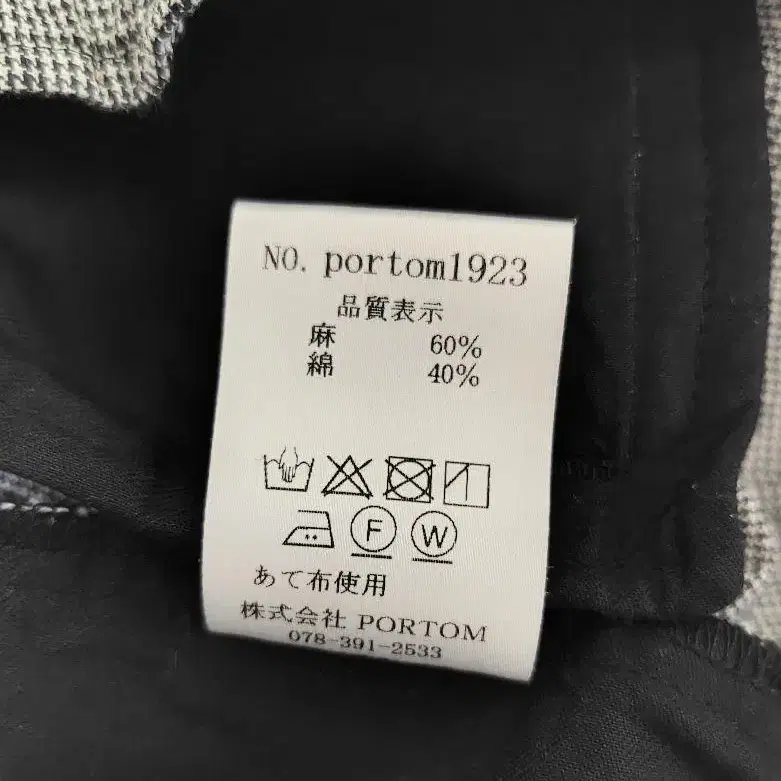 NO. portom1923
品質表示
麻 60%
綿 40%
F W
あて布使用
株式会社 PORTOM
078-391-2533